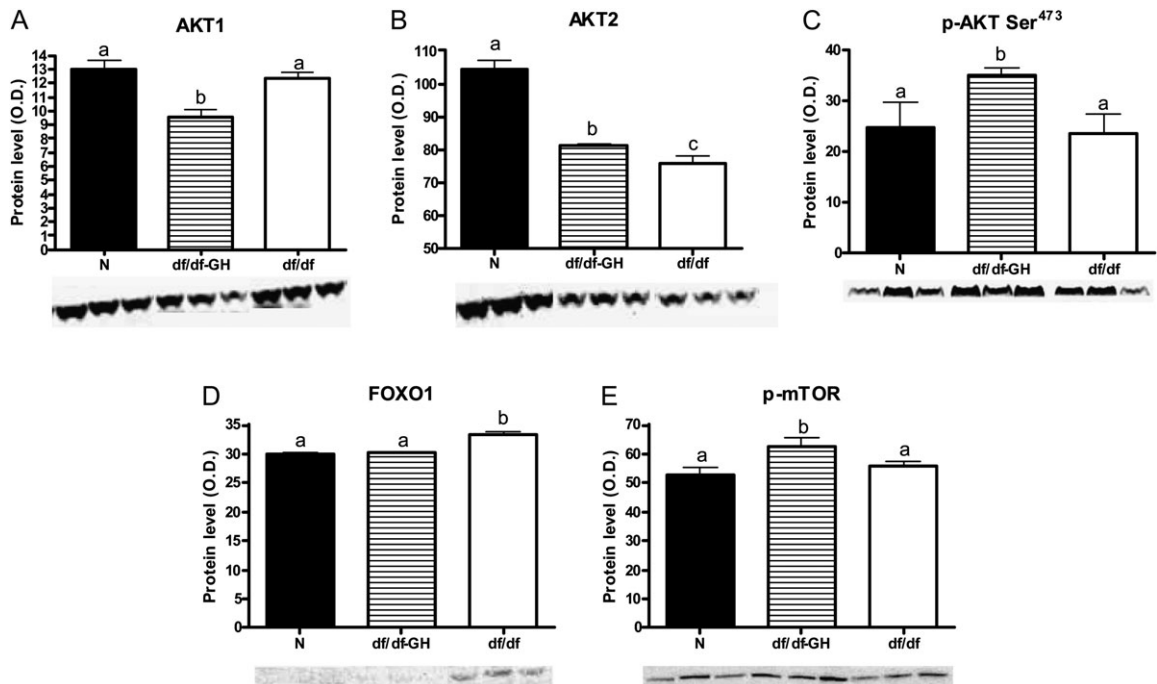 A
AKT1
Protein level (O.D.)
14
13
12
11
10
9
8
7
6
5
4
3
2
1
0
a
b
a
N
df/df-GH
df/df
B
AKT2
Protein level (O.D.)
110
100
90
80
70
60
50
a
b
c
N
df/df-GH
df/df
C
p-AKT Ser473
Protein level (O.D.)
40
30
20
10
0
a
b
a
N
df/df-GH
df/df
D
FOXO1
Protein level (O.D.)
35
30
25
20
15
10
5
0
a
a
b
N
df/df-GH
df/df
E
p-mTOR
Protein level (O.D.)
70
60
50
40
30
20
10
0
a
b
a
N
df/df-GH
df/df